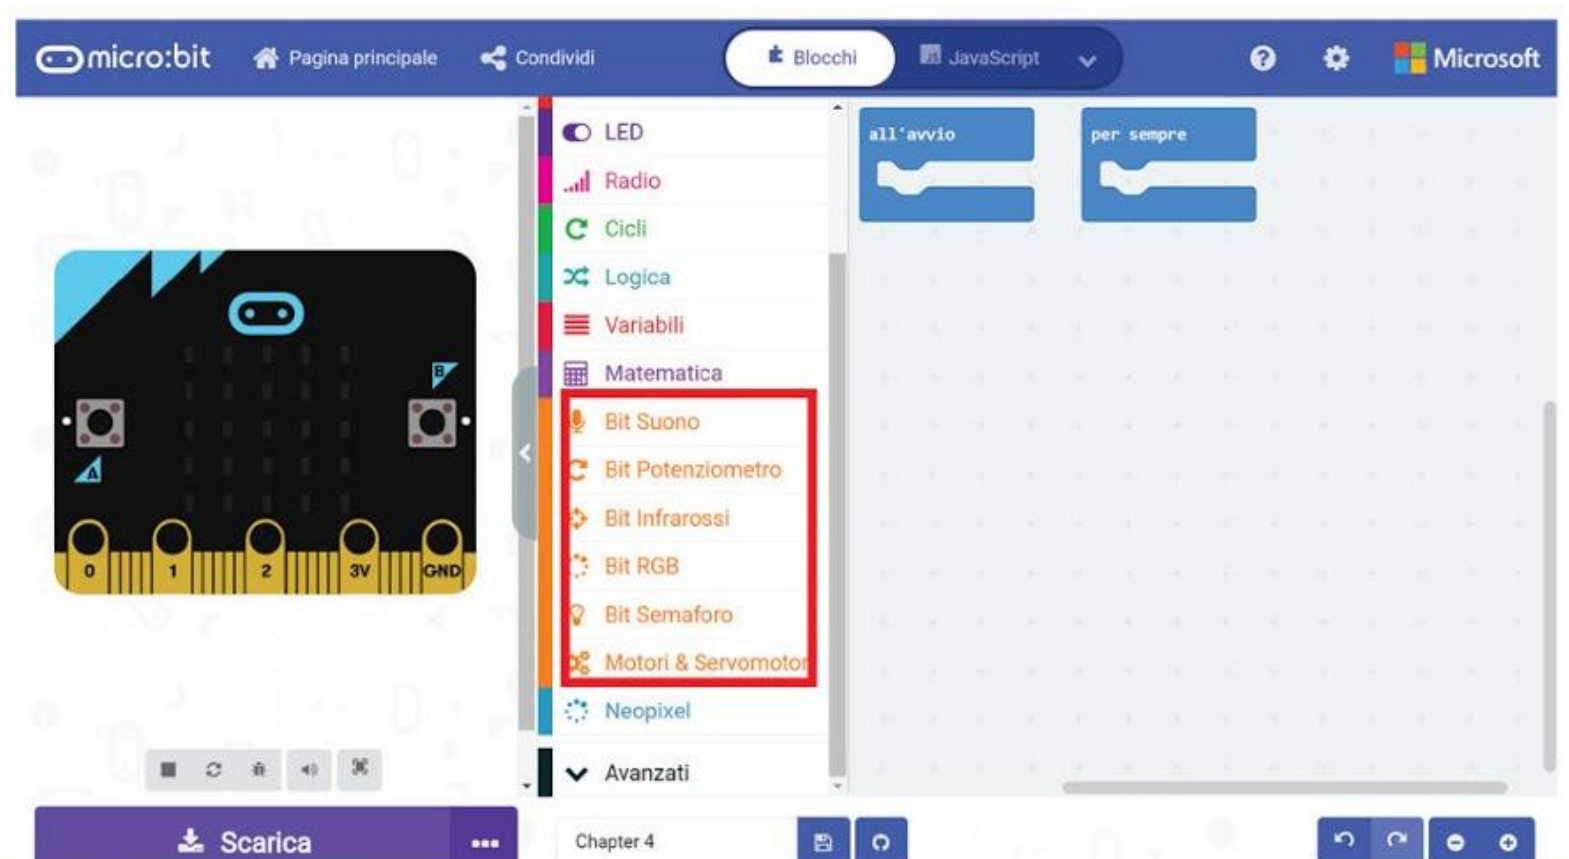 micro:bit
Pagina principale
Condividi
Blocchi
JavaScript
Microsoft
LED
Radio
Cicli
Logica
Variabili
Matematica
Bit Suono
Bit Potenziometro
Bit Infrarossi
Bit RGB
Bit Semaforo
Motori & Servomotor
Neopixel
Avanzati
all'avvio
per sempre
B
A
0 1 2 3V GND
Scarica
Chapter 4